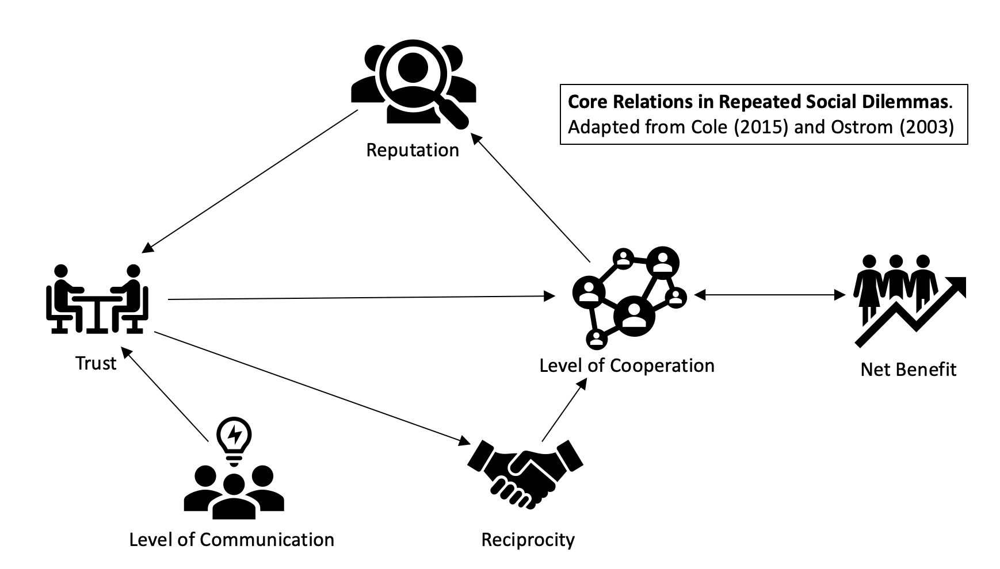 Core Relations in Repeated Social Dilemmas.
Adapted from Cole (2015) and Ostrom (2003)
Reputation
Trust
Level of Cooperation
Net Benefit
Level of Communication
Reciprocity